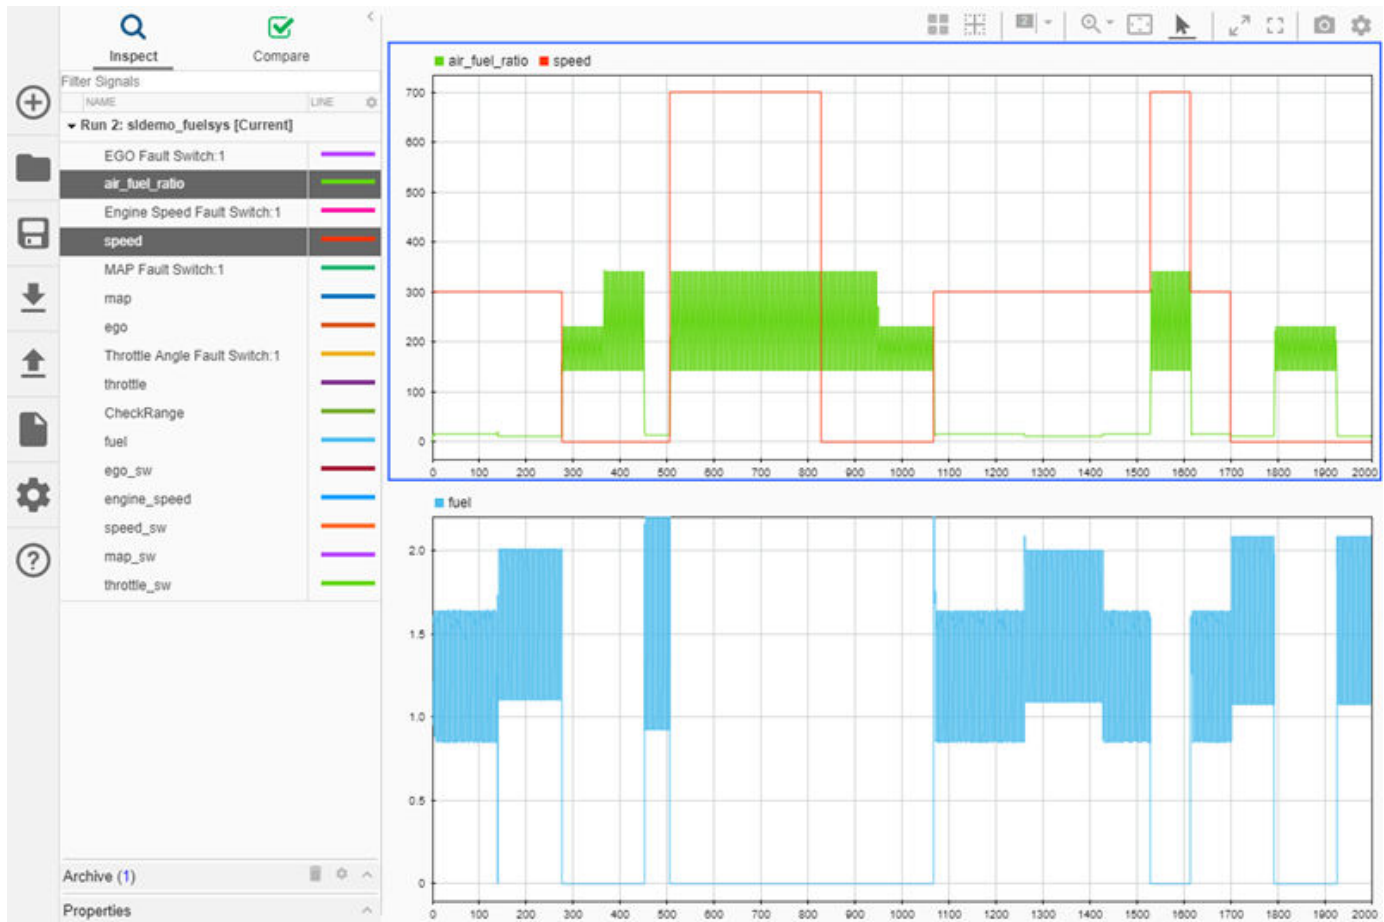 Inspect
Compare
Filter Signals
NAME LINE
Run 2: sldemo_fuelsys [Current]
EGO Fault Switch:1
air_fuel_ratio
Engine Speed Fault Switch:1
speed
MAP Fault Switch:1
map
ego
Throttle Angle Fault Switch:1
throttle
CheckRange
fuel
ego_sw
engine_speed
speed_sw
map_sw
throttle_sw
Archive (1)
Properties
2
air_fuel_ratio speed
700
600
500
400
300
200
100
0
0 100 200 300 400 500 600 700 800 900 1000 1100 1200 1300 1400 1500 1600 1700 1800 1900 2000
fuel
2.0
1.5
1.0
0.5
0
0 100 200 300 400 500 600 700 800 900 1000 1100 1200 1300 1400 1500 1600 1700 1800 1900 2000